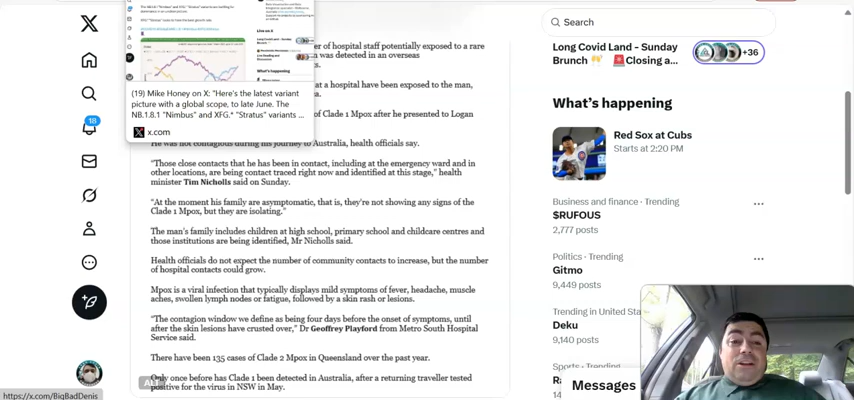 er of hospital staff potentially exposed to a rare
n was detected in an overseas
at a hospital have been exposed to the man,
of Clade 1 Mpox after he presented to Logan
He was not contagious during his journey to Australia, health officials say.
“Those close contacts that he has been in contact, including at the emergency ward and in
other locations, are being contact traced right now and identified at this stage,” health
minister Tim Nicholls said on Sunday.
“At the moment his family are asymptomatic, that is, they're not showing any signs of the
Clade 1 Mpox, but they are isolating.”
The man's family includes children at high school, primary school and childcare centres and
those institutions are being identified, Mr Nicholls said.
Health officials do not expect the number of community contacts to increase, but the number
of hospital contacts could grow.
Mpox is a viral infection that typically displays mild symptoms of fever, headache, muscle
aches, swollen lymph nodes or fatigue, followed by a skin rash or lesions.
“The contagion window we define as being four days before the onset of symptoms, until
after the skin lesions have crusted over,” Dr Geoffrey Playford from Metro South Hospital
Service said.
There have been 135 cases of Clade 2 Mpox in Queensland over the past year.
Only once before has Clade 1 been detected in Australia, after a returning traveller tested
positive for the virus in NSW in May.
ALT
(19) Mike Honey on X: "Here's the latest variant
picture with a global scope, to late June. The
NB.1.8.1 "Nimbus" and XFG.* "Stratus" variants ...
x.com
18
https://x.com/BigBadDenis
Search
Long Covid Land - Sunday
Brunch 🙌 🚨Closing a...
+36
What’s happening
Red Sox at Cubs
Starts at 2:20 PM
Business and finance · Trending
$RUFOUS
2,777 posts
Politics · Trending
Gitmo
9,449 posts
Trending in United Sta
Deku
9,140 posts
Sports · Trending
Ra
14
Messages